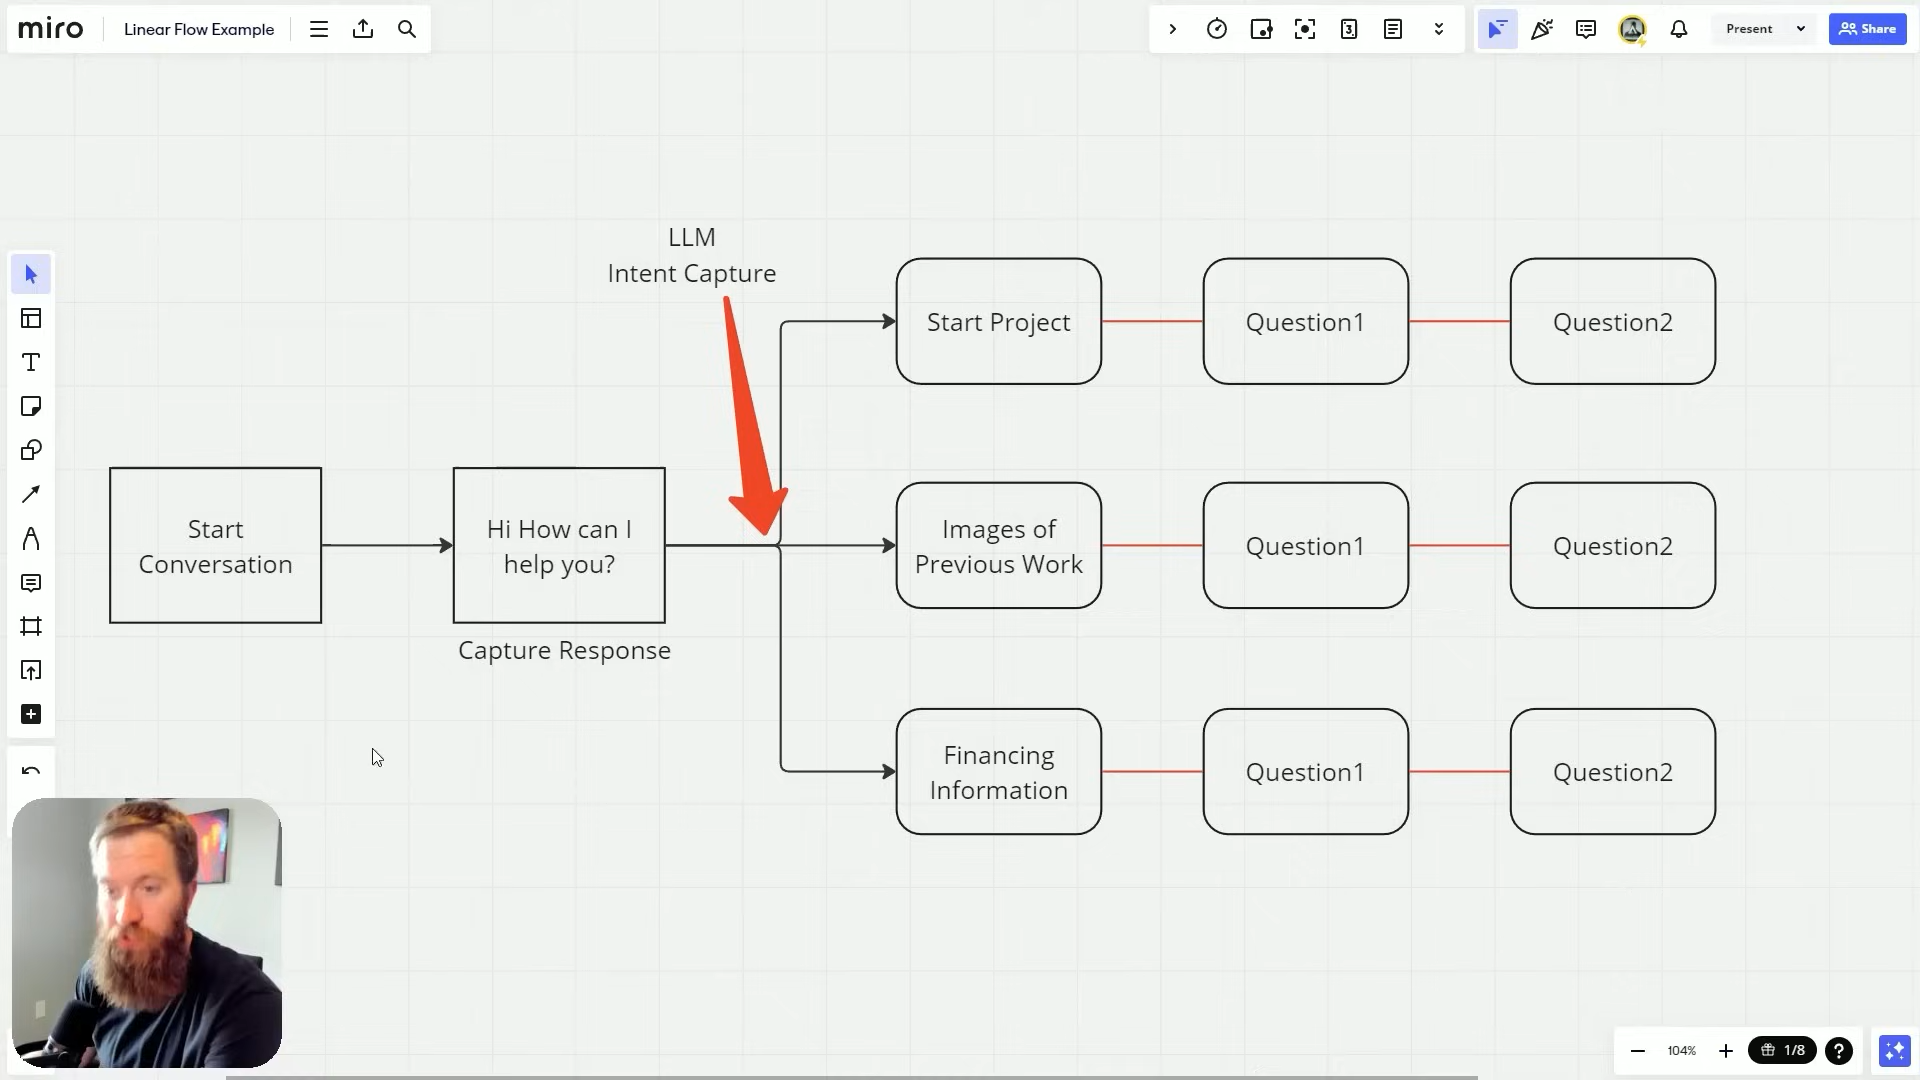 miro
Linear Flow Example
3
Present
Share
LLM
Intent Capture
Start Project
Question1
Question2
Start
Conversation
Hi How can I
help you?
Capture Response
Images of
Previous Work
Question1
Question2
Financing
Information
Question1
Question2
104%
1/8
?